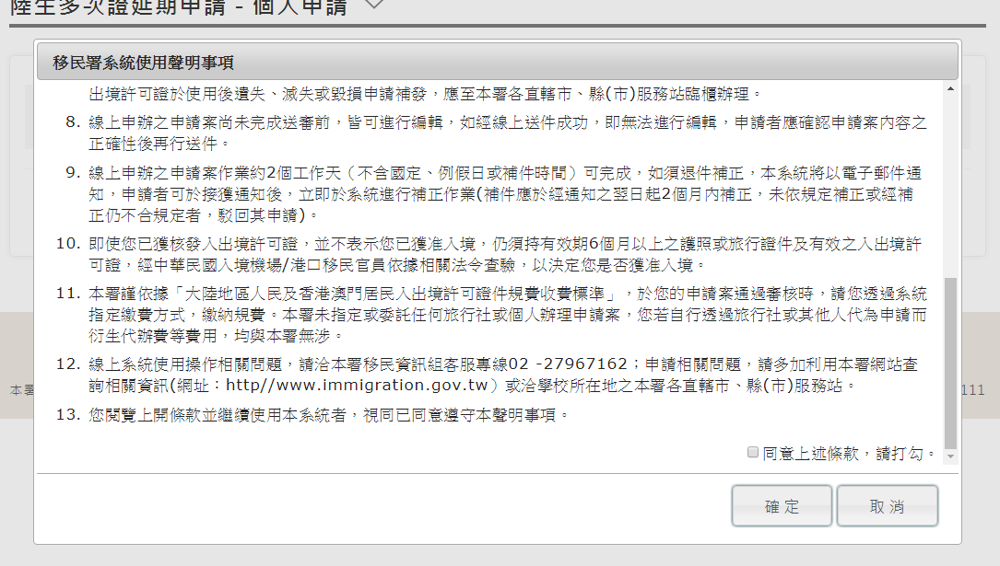 陸生多次證延期申請 - 個人申請
移民署系統使用聲明事項
出境許可證於使用後遺失、滅失或毀損申請補發，應至本署各直轄市、縣(市)服務站臨櫃辦理。
8. 線上申辦之申請案尚未完成送審前，皆可進行編輯，如經線上送件成功，即無法進行編輯，申請者應確認申請案內容之
正確性後再行送件。
9. 線上申辦之申請案作業約2個工作天（不含國定、例假日或補件時間）可完成，如須退件補正，本系統將以電子郵件通
知，申請者可於接獲通知後，立即於系統進行補正作業(補件應於經通知之翌日起2個月內補正，未依規定補正或經補
正仍不合規定者，駁回其申請)。
10. 即使您已獲核發入出境許可證，並不表示您已獲准入境，仍須持有效期6個月以上之護照或旅行證件及有效之入出境許
可證，經中華民國入境機場/港口移民官員依據相關法令查驗，以決定您是否獲准入境。
11. 本署謹依據「大陸地區人民及香港澳門居民入出境許可證件規費收費標準」，於您的申請案通過審核時，請您透過系統
指定繳費方式，繳納規費。本署未指定或委託任何旅行社或個人辦理申請案，您若自行透過旅行社或其他人代為申請而
衍生代辦費等費用，均與本署無涉。
12. 線上系統使用操作相關問題，請洽本署移民資訊組客服專線02 -27967162；申請相關問題，請多加利用本署網站查
詢相關資訊(網址：http//www.immigration.gov.tw）或洽學校所在地之本署各直轄市、縣(市)服務站。
本署
111
13. 您閱覽上開條款並繼續使用本系統者，視同已同意遵守本聲明事項。
同意上述條款，請打勾。
確定
取消